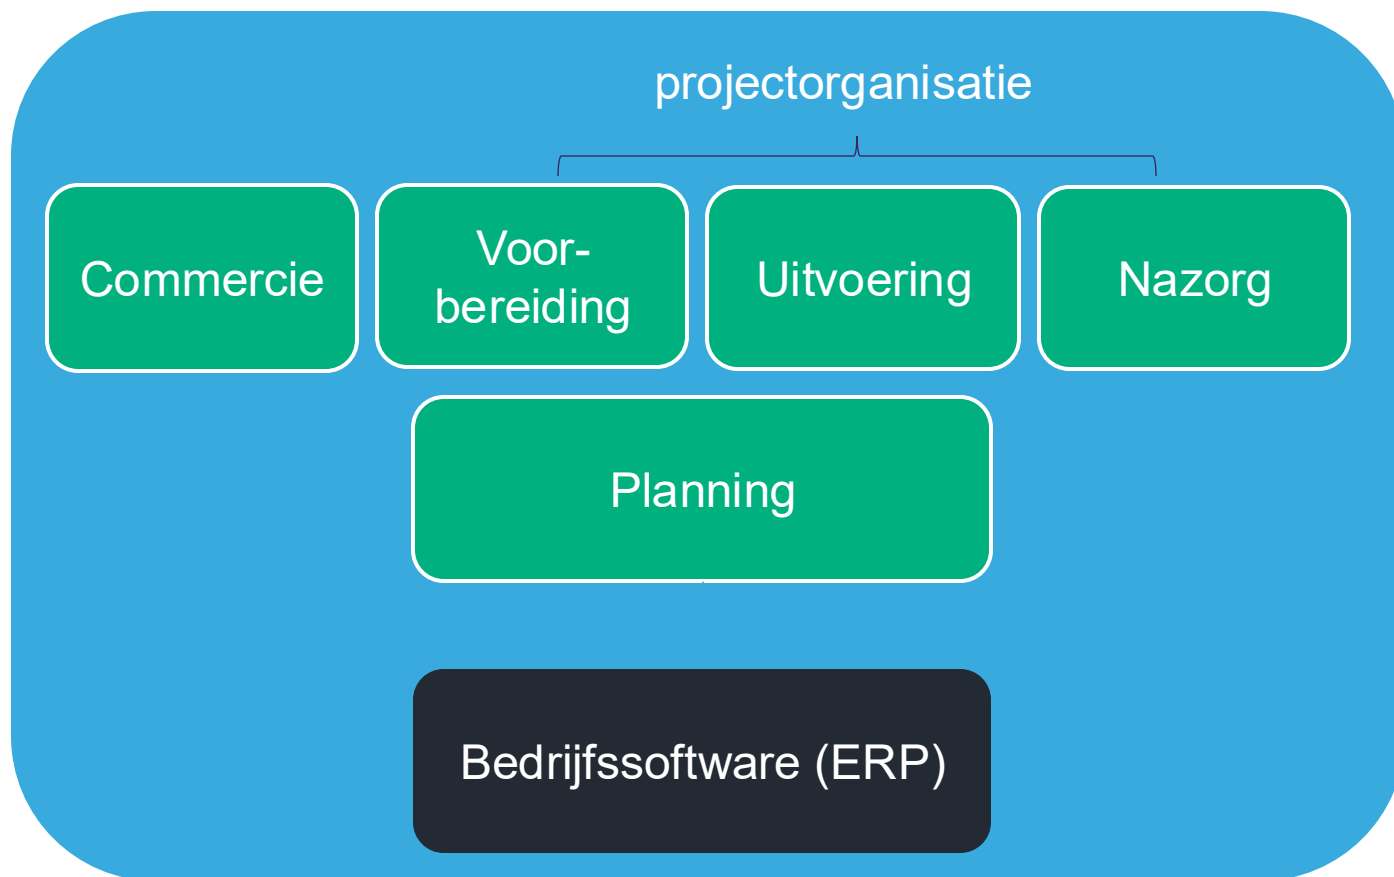 projectorganisatie
Commercie
Voor-
bereiding
Uitvoering
Nazorg
Planning
Bedrijfssoftware (ERP)